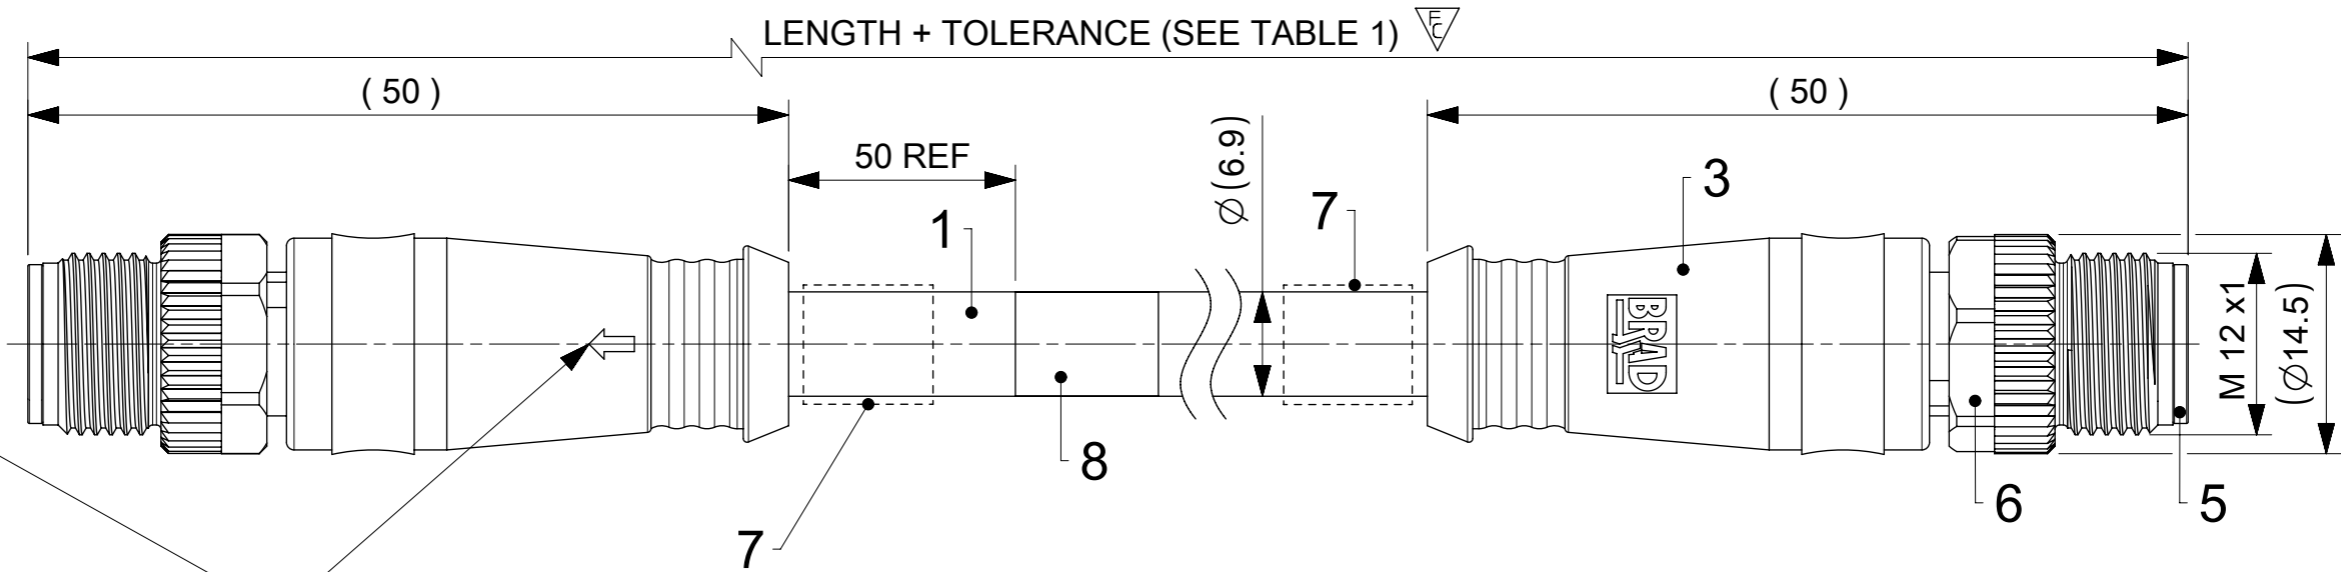 LENGTH + TOLERANCE (SEE TABLE 1) FC
( 50 )
( 50 )
50 REF
Ø (6.9)
1
7
3
BRAD
M 12 x1
(Ø14.5)
8
7
6
5